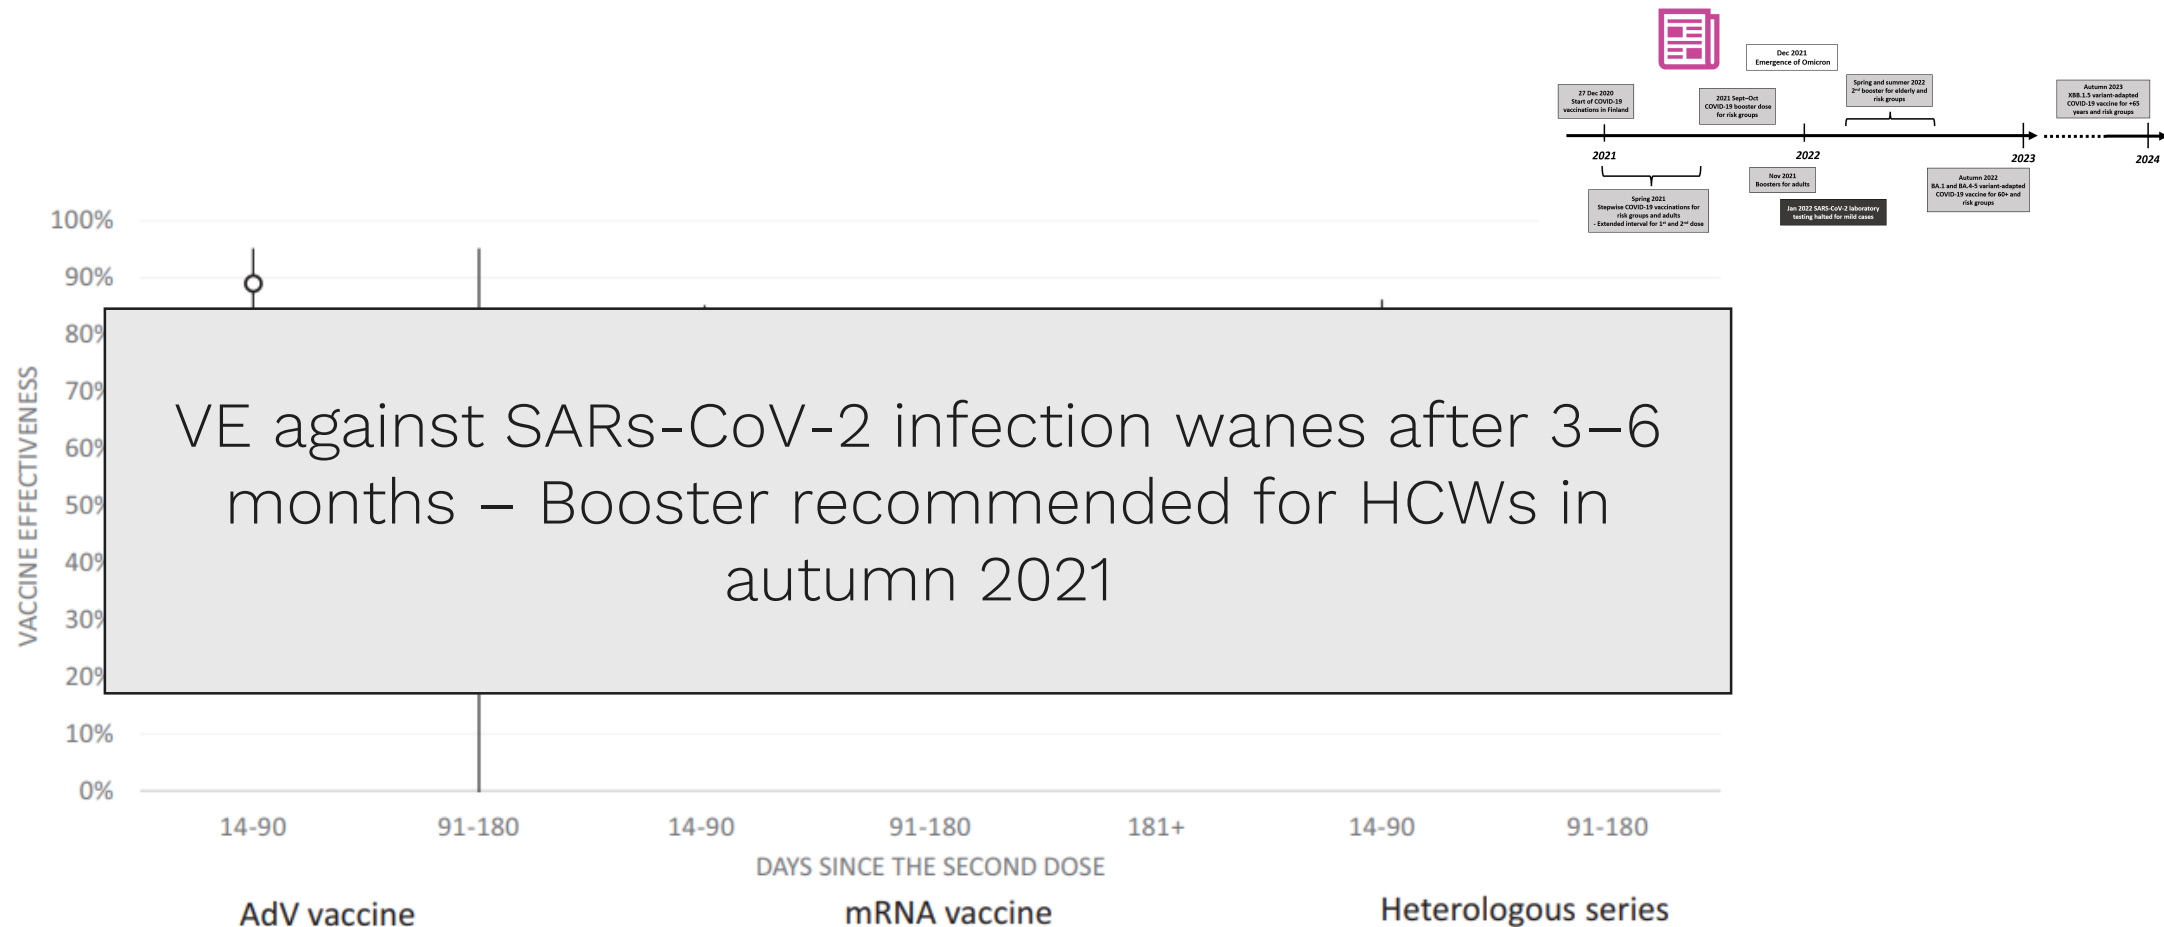 Dec 2021
Emergence of Omicron
27 Dec 2020
Start of COVID-19
vaccinations in Finland
2021 Sept–Oct
COVID-19 booster dose
for risk groups
Spring and summer 2022
2nd booster for elderly and
risk groups
Autumn 2023
XBB.1.5 variant-adapted
COVID-19 vaccine for +65
years and risk groups
2021
2022
2023
2024
Spring 2021
Stepwise COVID-19 vaccinations for
risk groups and adults
- Extended interval for 1st and 2nd dose
Nov 2021
Boosters for adults
Jan 2022 SARS-CoV-2 laboratory
testing halted for mild cases
Autumn 2022
BA.1 and BA.4-5 variant-adapted
COVID-19 vaccine for 60+ and
risk groups
VACCINE EFFECTIVENESS
100%
90%
80%
70%
60%
50%
40%
30%
20%
10%
0%
VE against SARs-CoV-2 infection wanes after 3–6
months – Booster recommended for HCWs in
autumn 2021
14-90 91-180 14-90 91-180 181+ 14-90 91-180
DAYS SINCE THE SECOND DOSE
AdV vaccine mRNA vaccine Heterologous series